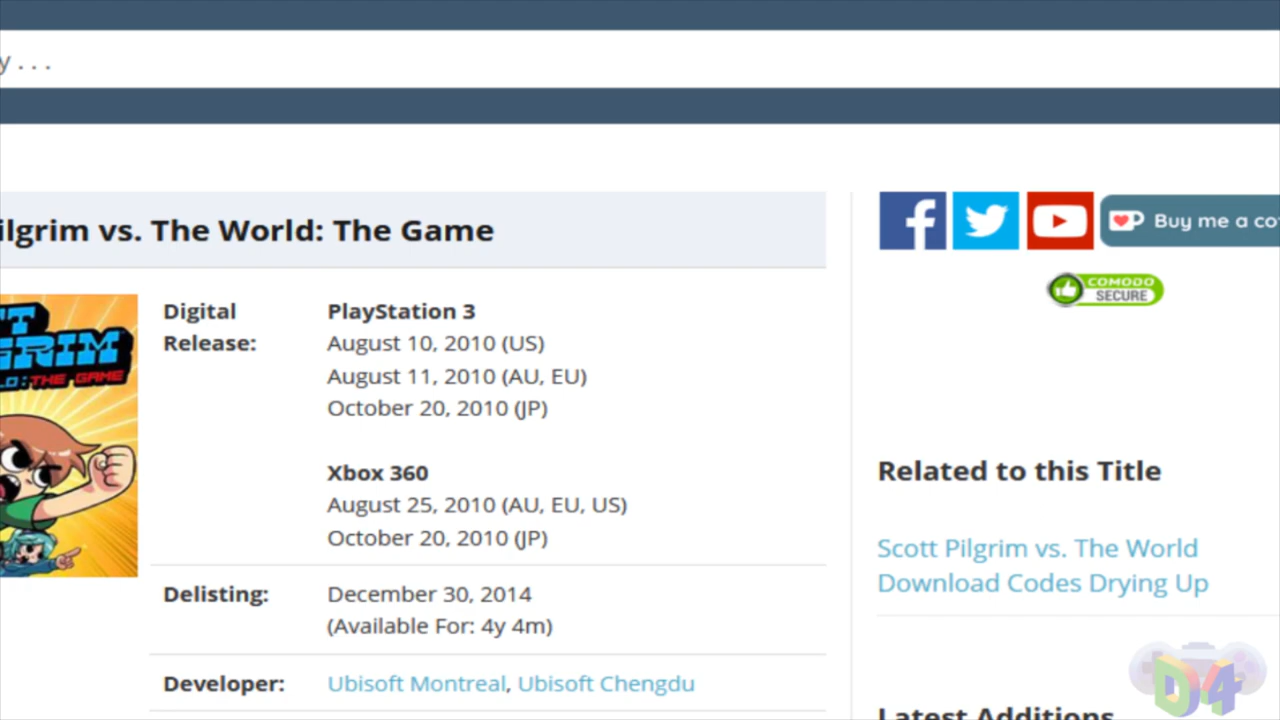 y . . .
ilgrim vs. The World: The Game
Buy me a co
COMODO
SECURE
Digital
Release:
PlayStation 3
August 10, 2010 (US)
August 11, 2010 (AU, EU)
October 20, 2010 (JP)
Xbox 360
August 25, 2010 (AU, EU, US)
October 20, 2010 (JP)
Delisting:
December 30, 2014
(Available For: 4y 4m)
Developer:
Ubisoft Montreal, Ubisoft Chengdu
Related to this Title
Scott Pilgrim vs. The World
Download Codes Drying Up
Latest Additions
D4